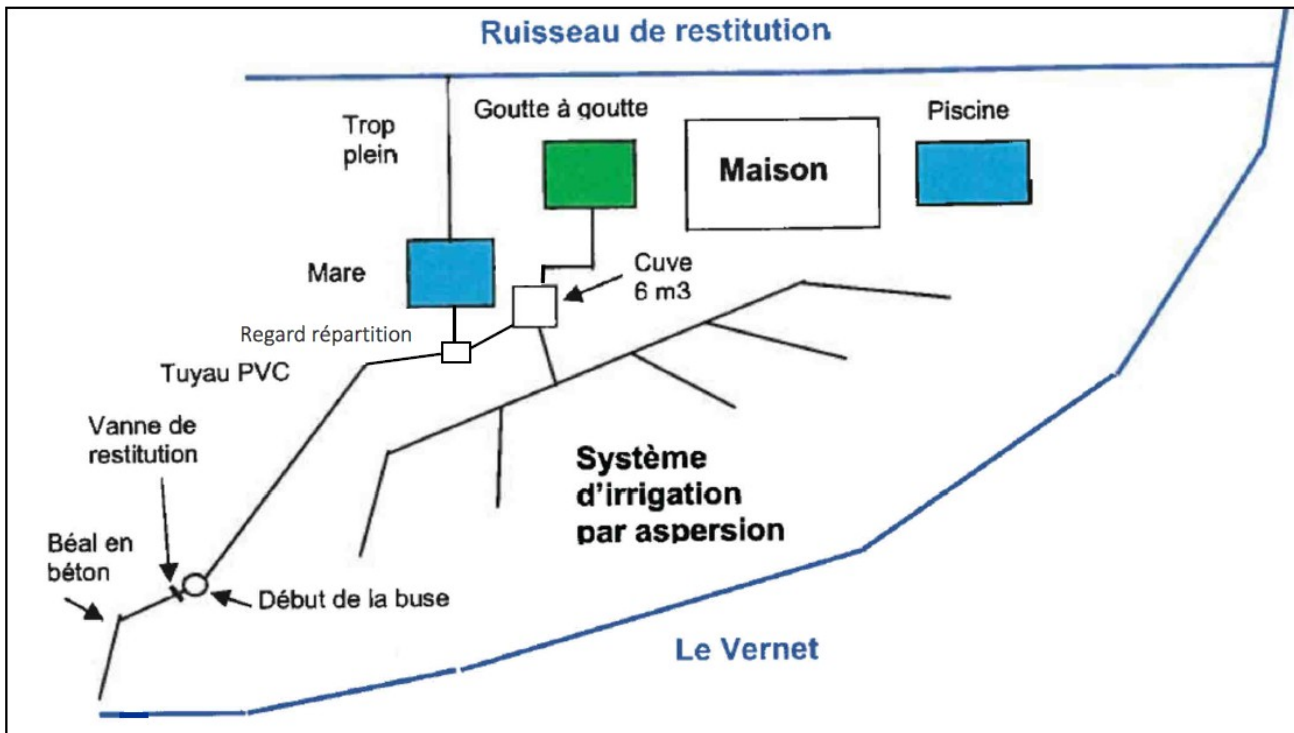 Ruisseau de restitution
Goutte à goutte
Piscine
Trop
plein
Maison
Mare
Cuve
6 m3
Regard répartition
Tuyau PVC
Vanne de
restitution
Système
d'irrigation
par aspersion
Béal en
béton
Début de la buse
Le Vernet